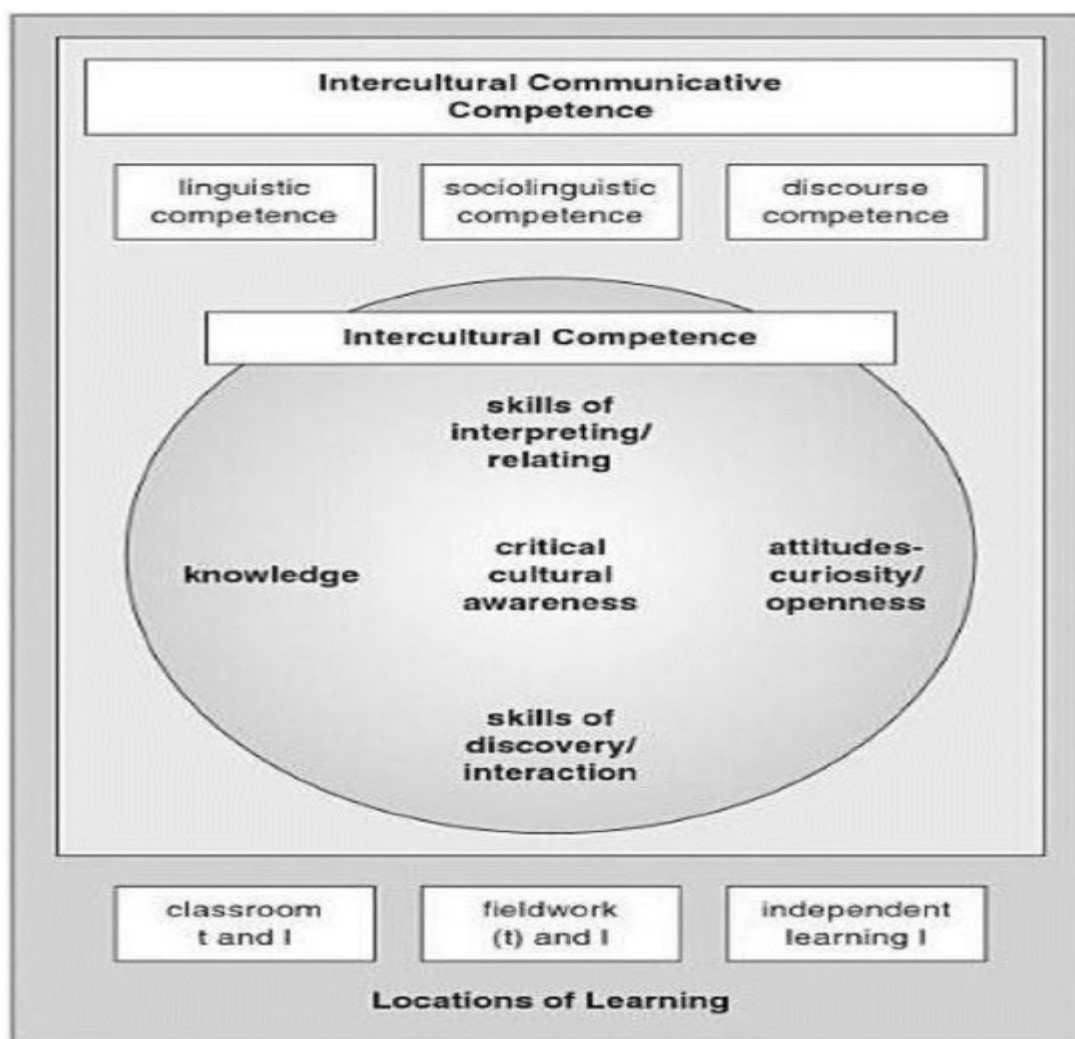 Intercultural Communicative
Competence
linguistic
competence
sociolinguistic
competence
discourse
competence
Intercultural Competence
skills of
interpreting/
relating
knowledge
critical
cultural
awareness
attitudes-
curiosity/
openness
skills of
discovery/
interaction
classroom
t and l
fieldwork
(t) and l
independent
learning l
Locations of Learning